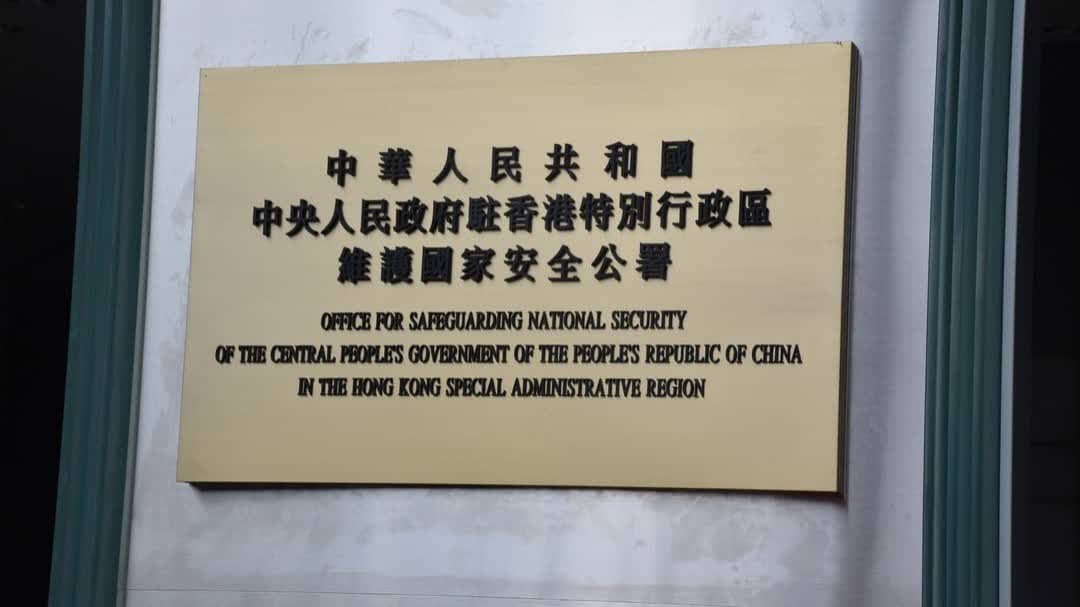 中華人民共和國
中央人民政府駐香港特別行政區
維護國家安全公署
OFFICE FOR SAFEGUARDING NATIONAL SECURITY
OF THE CENTRAL PEOPLE'S GOVERNMENT OF THE PEOPLE'S REPUBLIC OF CHINA
IN THE HONG KONG SPECIAL ADMINISTRATIVE REGION